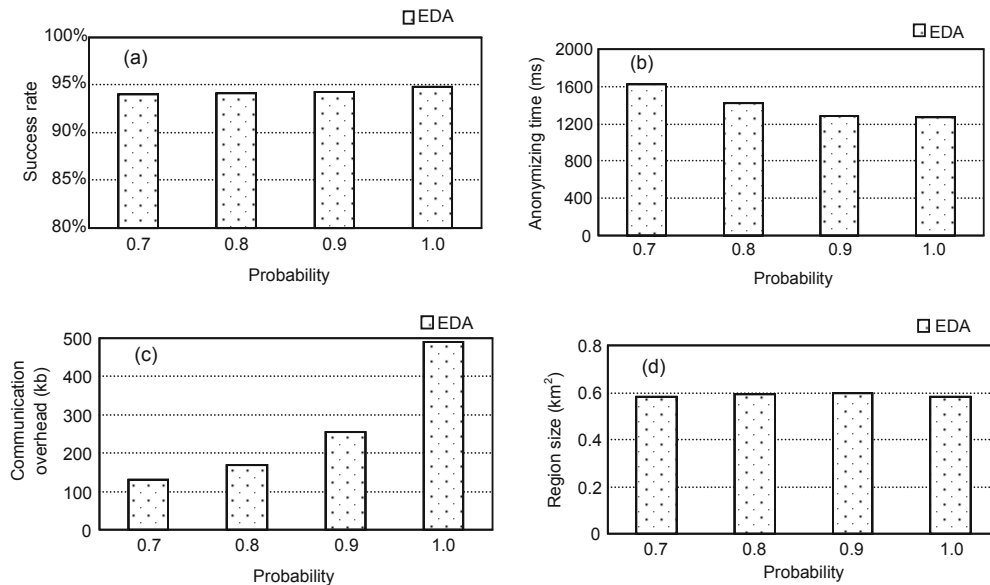 EDA
100%
95%
90%
85%
80%
Success rate
(a)
0.7 0.8 0.9 1.0
Probability
EDA
2000
1600
1200
800
400
0
Anonymizing time (ms)
(b)
0.7 0.8 0.9 1.0
Probability
EDA
500
400
300
200
100
0
Communication
overhead (kb)
(c)
0.7 0.8 0.9 1.0
Probability
EDA
0.8
0.6
0.4
0.2
0
Region size (km²)
(d)
0.7 0.8 0.9 1.0
Probability